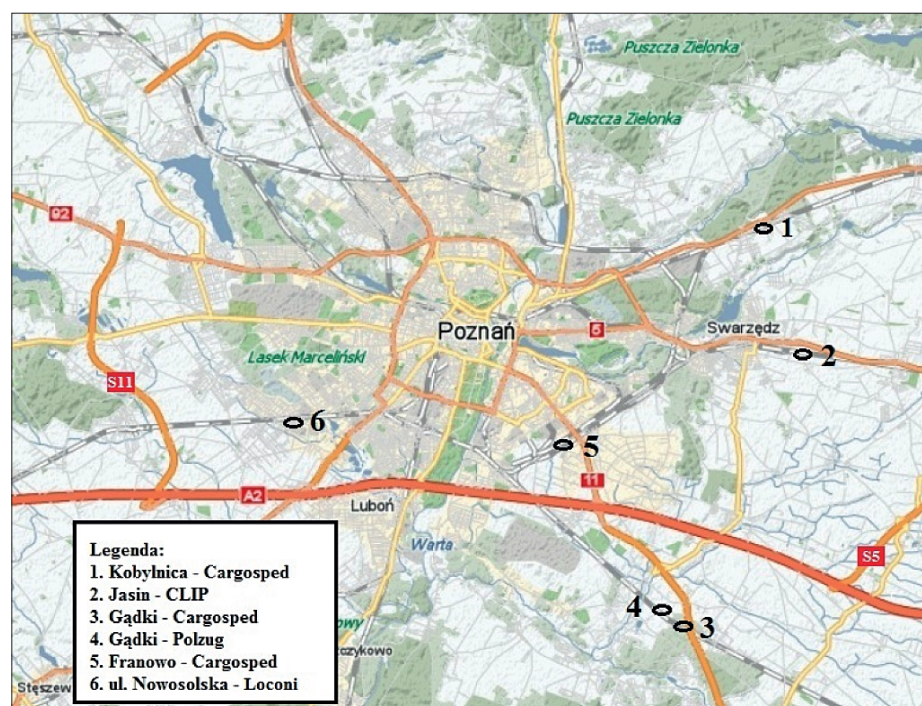 Puszcza Zielonka
Puszcza Zielonka
92
1
Poznań
5
Swarzędz
2
Lasek Marceliński
S11
6
5
11
A2
Luboń
Warta
S5
4
3
Stęszew
Legenda:
1. Kobylnica - Cargosped
2. Jasin - CLIP
3. Gądki - Cargosped
4. Gądki - Polzug
5. Franowo - Cargosped
6. ul. Nowosolska - Loconi